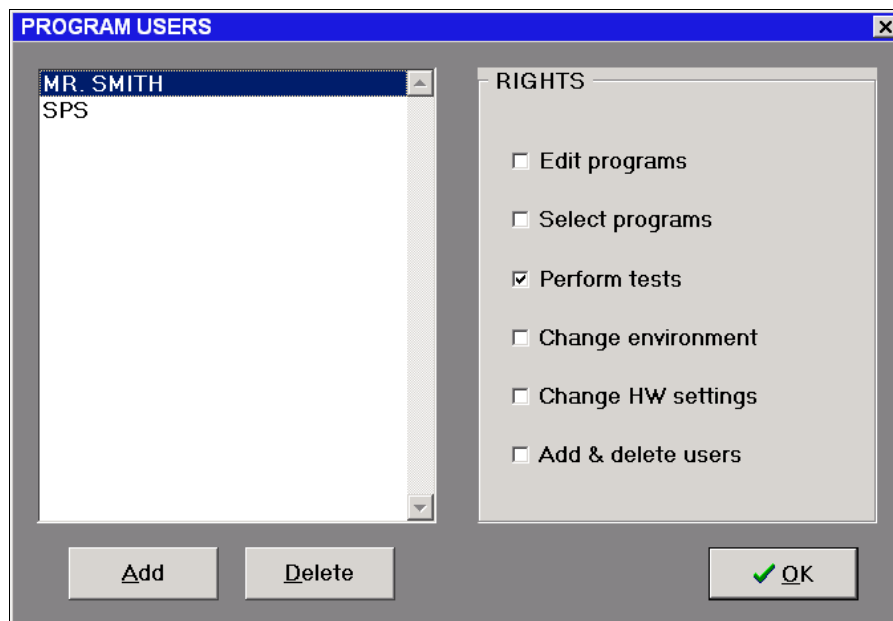 PROGRAM USERS
MR. SMITH
SPS
RIGHTS
Edit programs
Select programs
Perform tests
Change environment
Change HW settings
Add & delete users
Add
Delete
OK